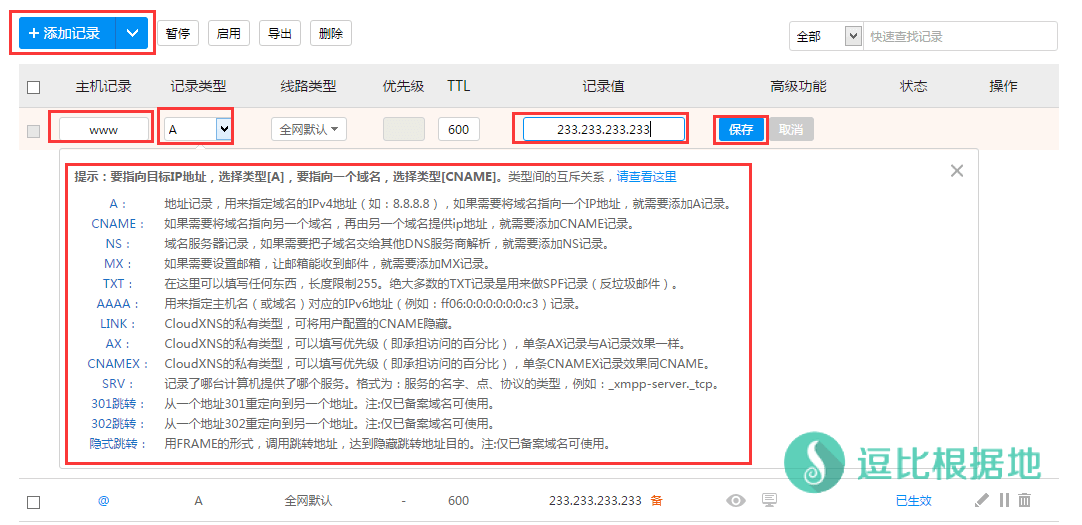 + 添加记录 暂停 启用 导出 删除 全部 快速查找记录
主机记录 记录类型 线路类型 优先级 TTL 记录值 高级功能 状态 操作
www A 全网默认 600 233.233.233.233 保存 取消
提示：要指向目标IP地址，选择类型[A]，要指向一个域名，选择类型[CNAME]。类型间的互斥关系，请查看这里
A： 地址记录，用来指定域名的IPv4地址（如：8.8.8.8），如果需要将域名指向一个IP地址，就需要添加A记录。
CNAME： 如果需要将域名指向另一个域名，再由另一个域名提供ip地址，就需要添加CNAME记录。
NS： 域名服务器记录，如果需要把子域名交给其他DNS服务商解析，就需要添加NS记录。
MX： 如果需要设置邮箱，让邮箱能收到邮件，就需要添加MX记录。
TXT： 在这里可以填写任何东西，长度限制255。绝大多数的TXT记录是用来做SPF记录（反垃圾邮件）。
AAAA： 用来指定主机名（或域名）对应的IPv6地址（例如：ff06:0:0:0:0:0:0:c3）记录。
LINK： CloudXNS的私有类型，可将用户配置的CNAME隐藏。
AX： CloudXNS的私有类型，可以填写优先级（即承担访问的百分比），单条AX记录与A记录效果一样。
CNAMEX： CloudXNS的私有类型，可以填写优先级（即承担访问的百分比），单条CNAMEX记录效果同CNAME。
SRV： 记录了哪台计算机提供了哪个服务。格式为：服务的名字、点、协议的类型，例如：_xmpp-server._tcp。
301跳转： 从一个地址301重定向到另一个地址。注:仅已备案域名可使用。
302跳转： 从一个地址302重定向到另一个地址。注:仅已备案域名可使用。
隐式跳转： 用FRAME的形式，调用跳转地址，达到隐藏跳转地址目的。注:仅已备案域名可使用。
逗比根据地
@ A 全网默认 - 600 233.233.233.233 备 已生效